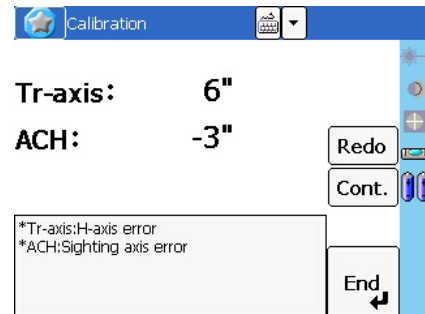 Calibration
Tr-axis: 6"
ACH: -3"
Redo
Cont.
*Tr-axis:H-axis error
*ACH:Sighting axis error
End